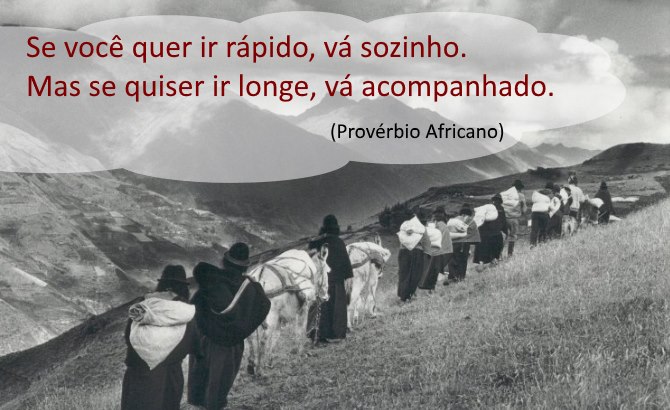 Se você quer ir rápido, vá sozinho.
Mas se quiser ir longe, vá acompanhado.
(Provérbio Africano)